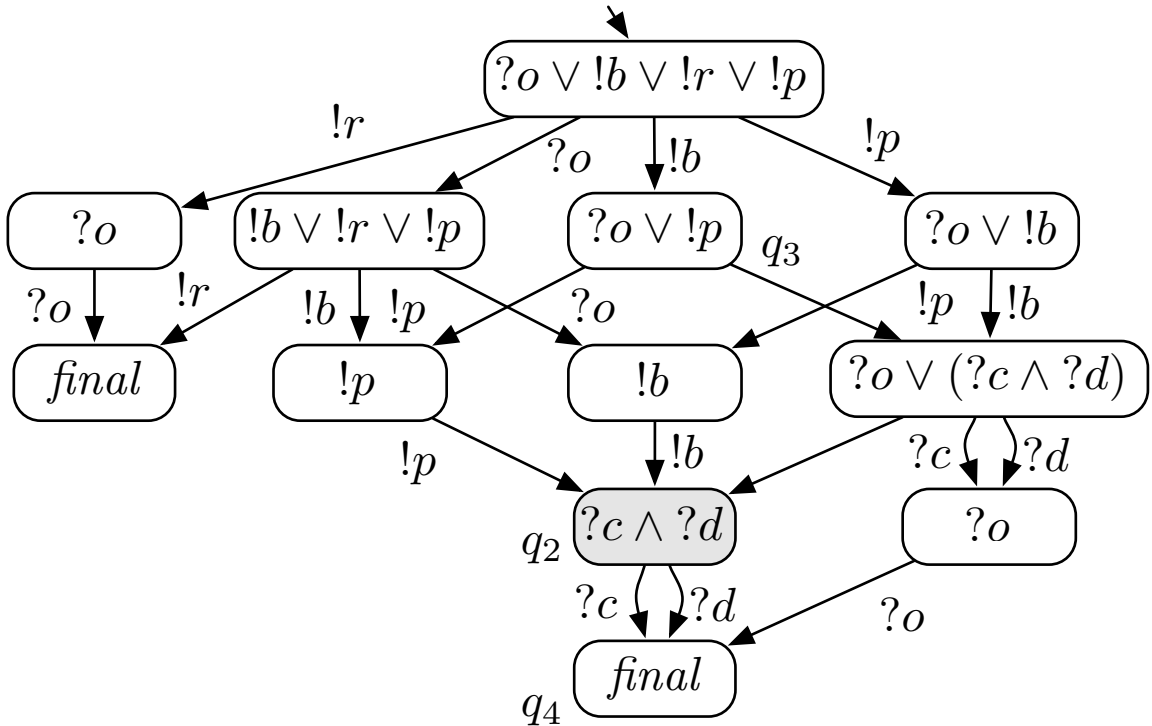 ?o ∨ !b ∨ !r ∨ !p
!r
?o
!b
!p
?o
!b ∨ !r ∨ !p
?o ∨ !p
q₃
?o ∨ !b
?o
!r
!b
!p
?o
!p
!b
final
!p
!b
?o ∨ (?c ∧ ?d)
!p
!b
?c
?d
q₂
?c ∧ ?d
?o
?c
?d
?o
q₄
final